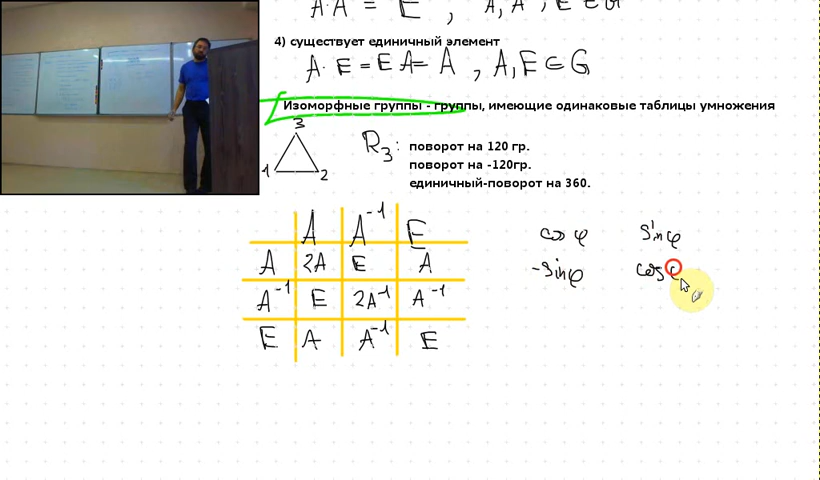 A·A = E , A, A , E ∈ G
4) существует единичный элемент
A · E = E A = A , A, E ∈ G
Изоморфные группы - группы, имеющие одинаковые таблицы умножения
3
1 2
R₃ :
поворот на 120 гр.
поворот на -120гр.
единичный-поворот на 360.
A A⁻¹ E
A 2A E A
A⁻¹ E 2A⁻¹ A⁻¹
E A A⁻¹ E
cos φ sin φ
-sin φ cos φ